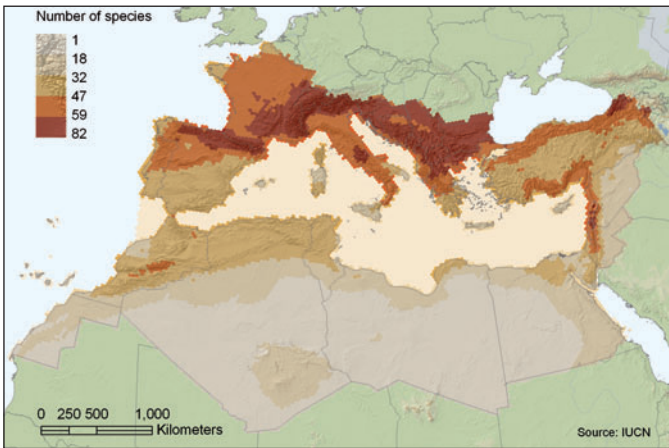 Number of species
1
18
32
47
59
82
0 250 500 1,000
Kilometers
Source: IUCN